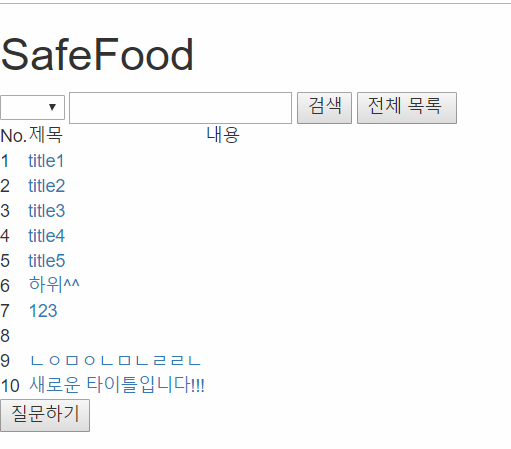 SafeFood
검색 전체 목록
No. 제목 내용
1 title1
2 title2
3 title3
4 title4
5 title5
6 하위^^
7 123
8
9 ㄴㅇㅁㅇㄴㅁㄴㄹㄹㄴ
10 새로운 타이틀입니다!!!
질문하기